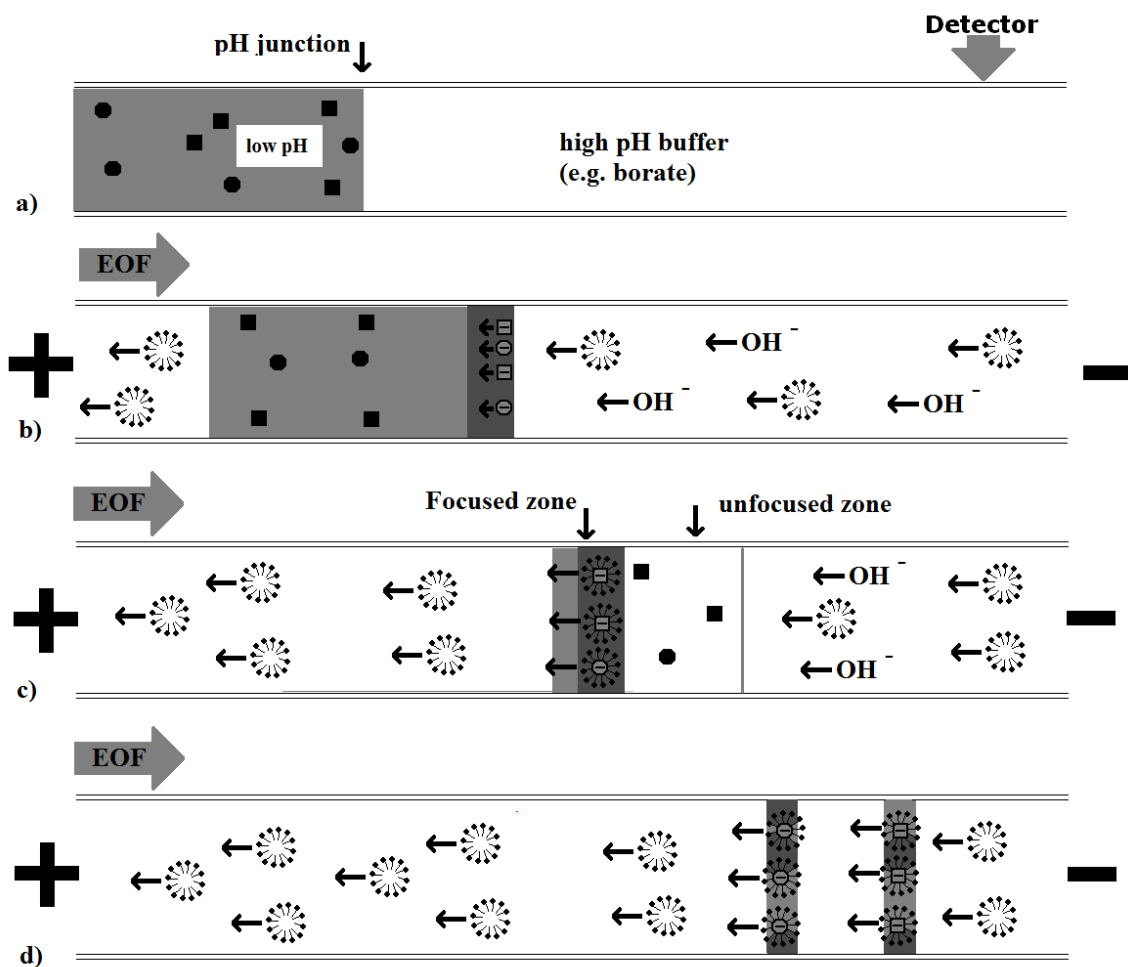 Detector
pH junction
low pH
high pH buffer
(e.g. borate)
a)
EOF
+
-
OH -
OH -
OH -
b)
EOF
Focused zone
unfocused zone
+
-
OH -
OH -
c)
EOF
+
-
d)